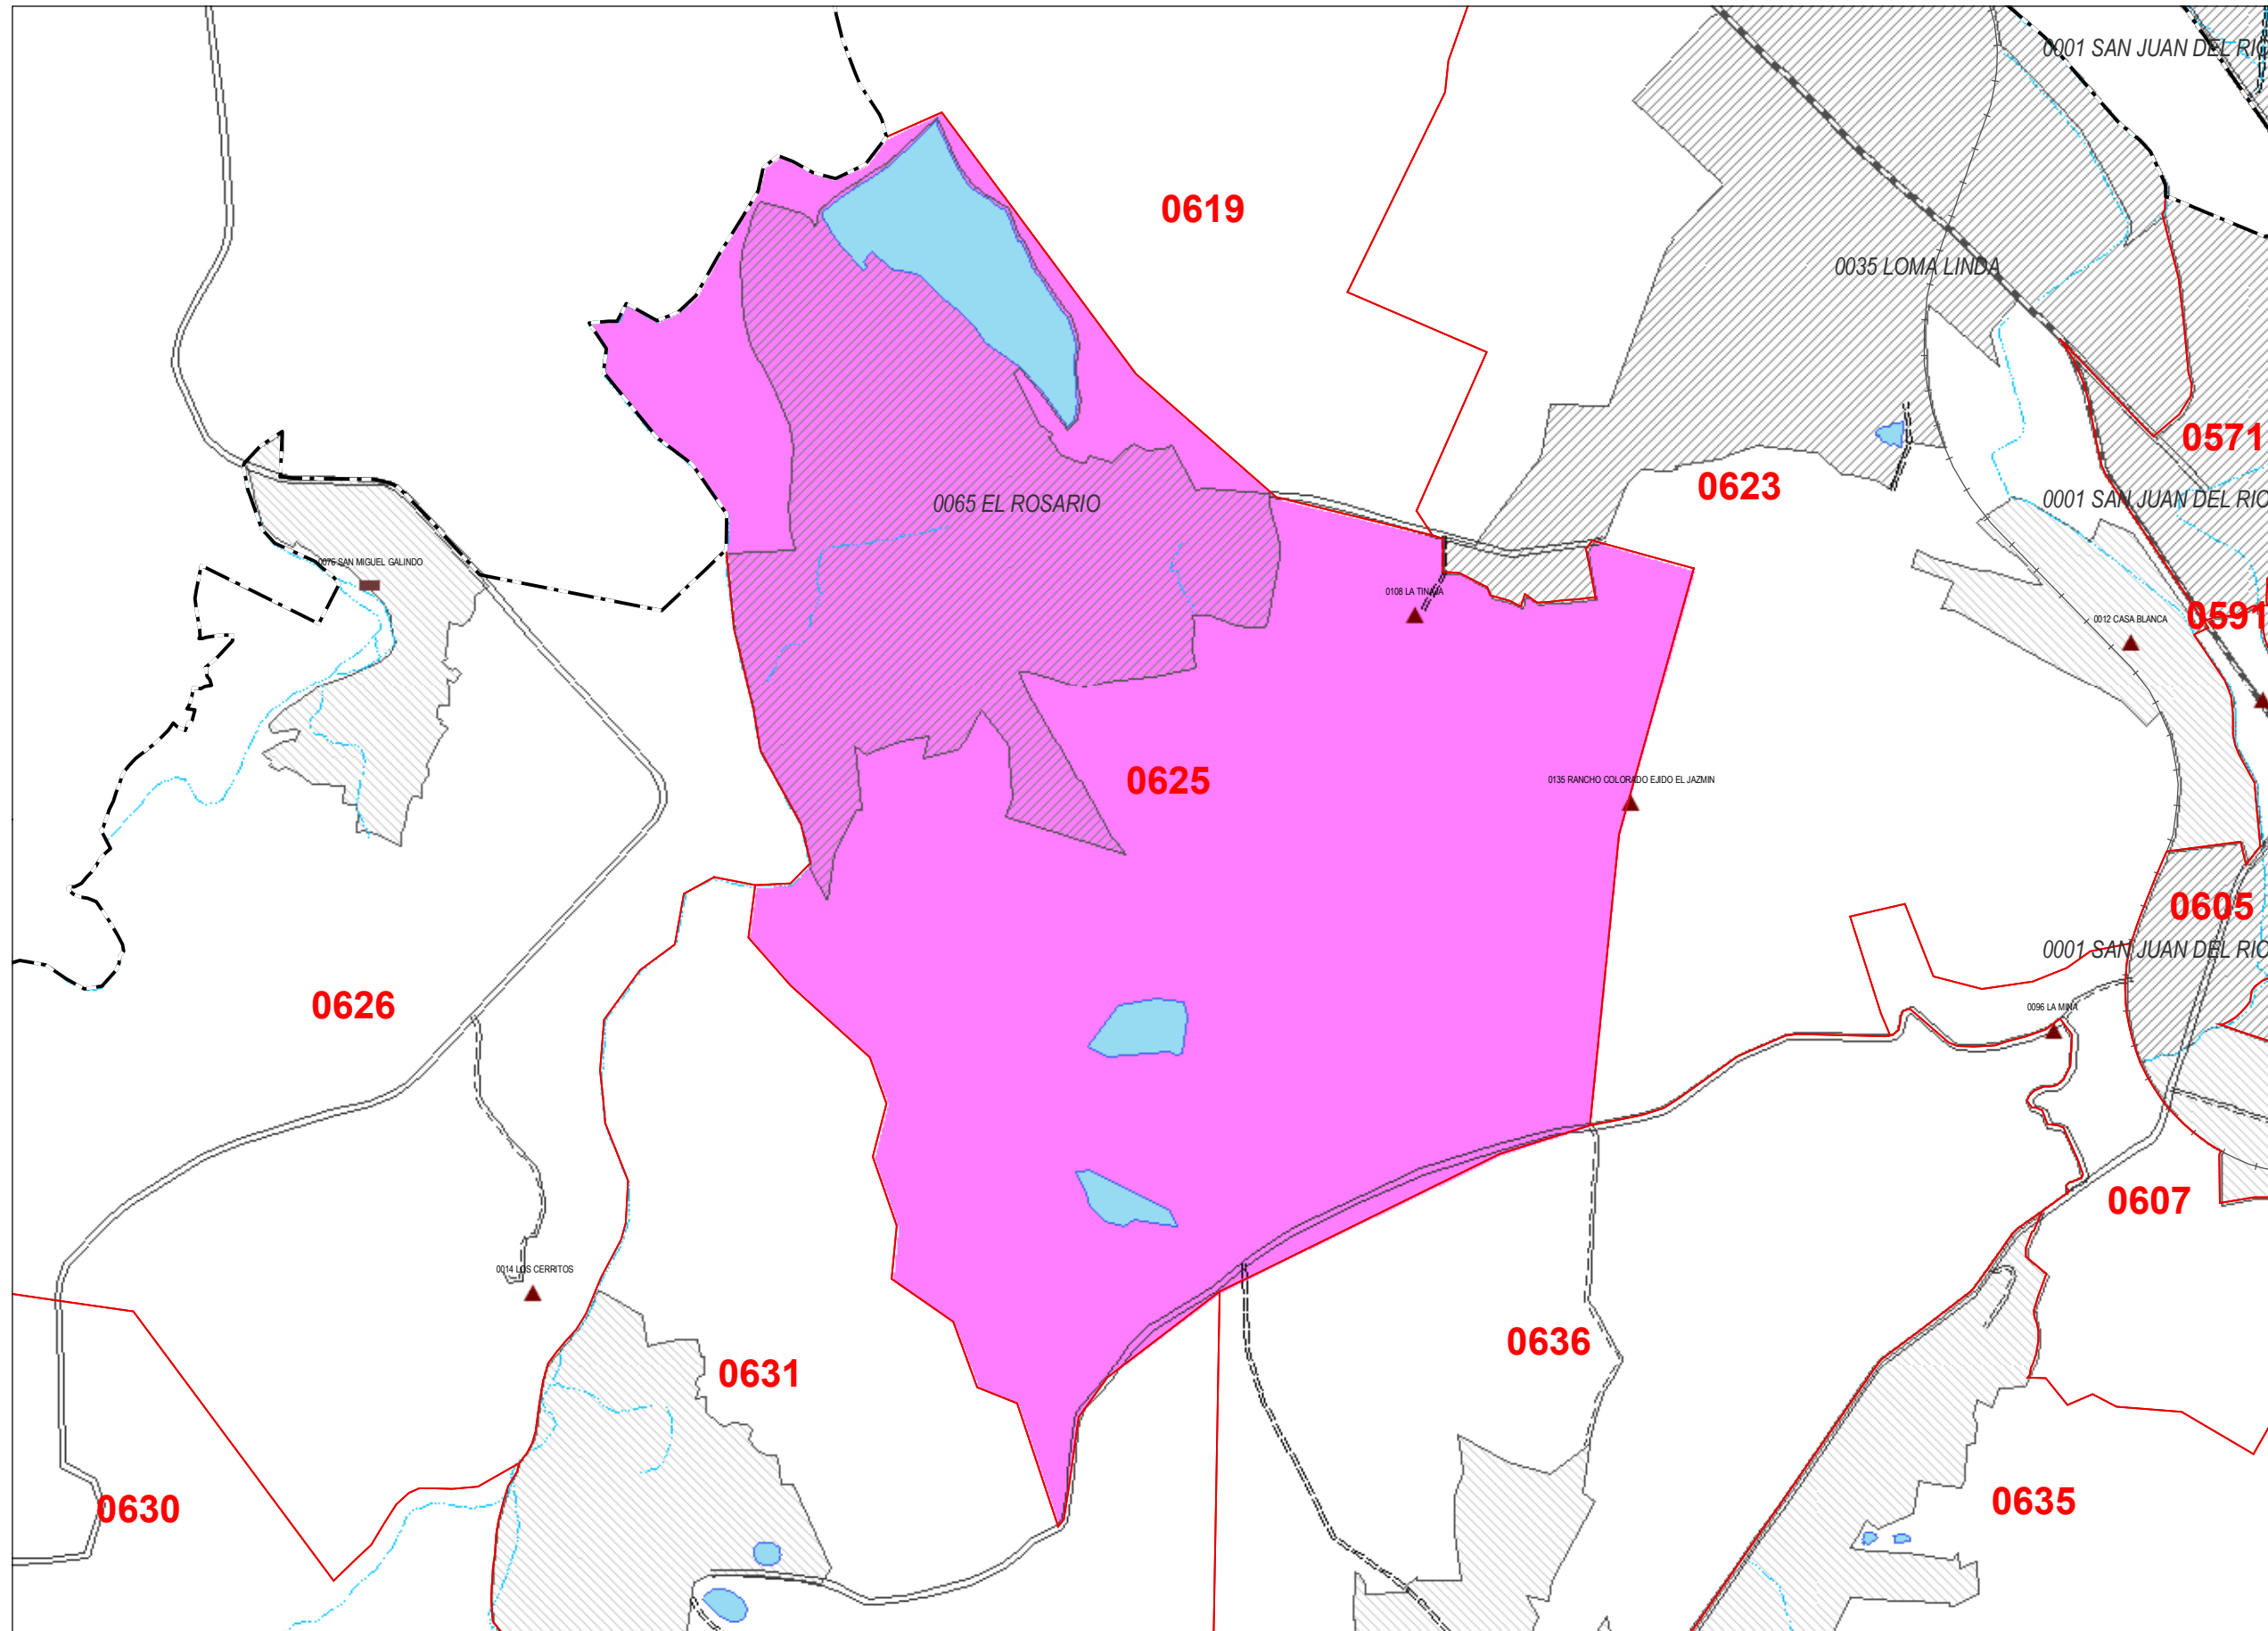 0001 SAN JUAN DEL RIO
0619
0035 LOMA LINDA
0571
0623
0065 EL ROSARIO
0001 SAN JUAN DEL RIO
0076 SAN MIGUEL GALINDO
0108 LA TINAJA
0591
0012 CASA BLANCA
0625
0135 RANCHO COLORADO EJIDO EL JAZMIN
0605
0001 SAN JUAN DEL RIO
0626
0096 LA MINA
0607
0014 LOS CERRITOS
0636
0631
0630
0635